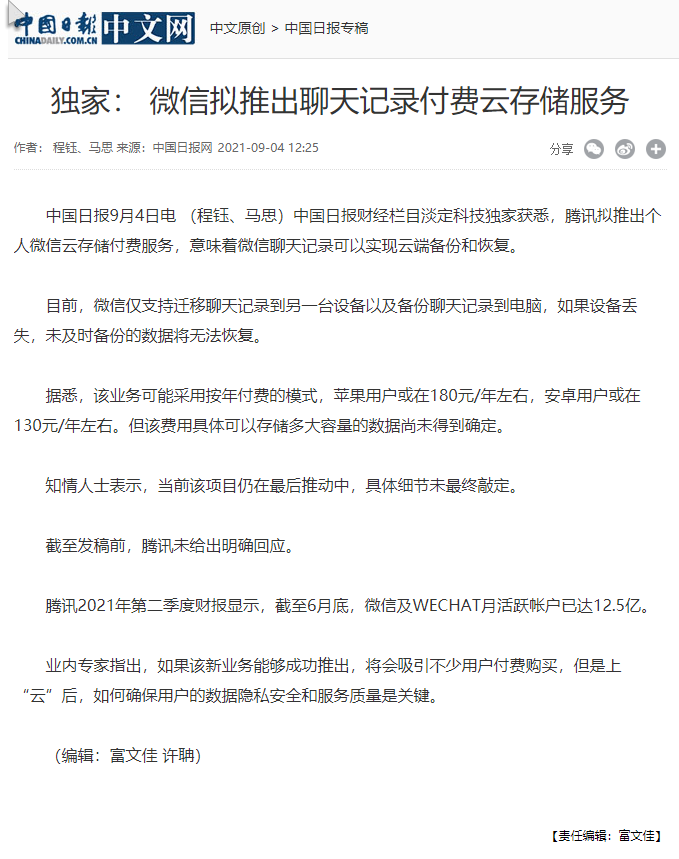 中国日报 中文网
CHINADAILY.COM.CN
中文原创 > 中国日报专稿
独家： 微信拟推出聊天记录付费云存储服务
作者： 程钰、马思 来源：中国日报网 2021-09-04 12:25
分享
中国日报9月4日电 （程钰、马思）中国日报财经栏目淡定科技独家获悉，腾讯拟推出个
人微信云存储付费服务，意味着微信聊天记录可以实现云端备份和恢复。
目前，微信仅支持迁移聊天记录到另一台设备以及备份聊天记录到电脑，如果设备丢
失，未及时备份的数据将无法恢复。
据悉，该业务可能采用按年付费的模式，苹果用户或在180元/年左右，安卓用户或在
130元/年左右。但该费用具体可以存储多大容量的数据尚未得到确定。
知情人士表示，当前该项目仍在最后推动中，具体细节未最终敲定。
截至发稿前，腾讯未给出明确回应。
腾讯2021年第二季度财报显示，截至6月底，微信及WECHAT月活跃帐户已达12.5亿。
业内专家指出，如果该新业务能够成功推出，将会吸引不少用户付费购买，但是上
“云”后，如何确保用户的数据隐私安全和服务质量是关键。
（编辑：富文佳 许聃）
【责任编辑：富文佳】